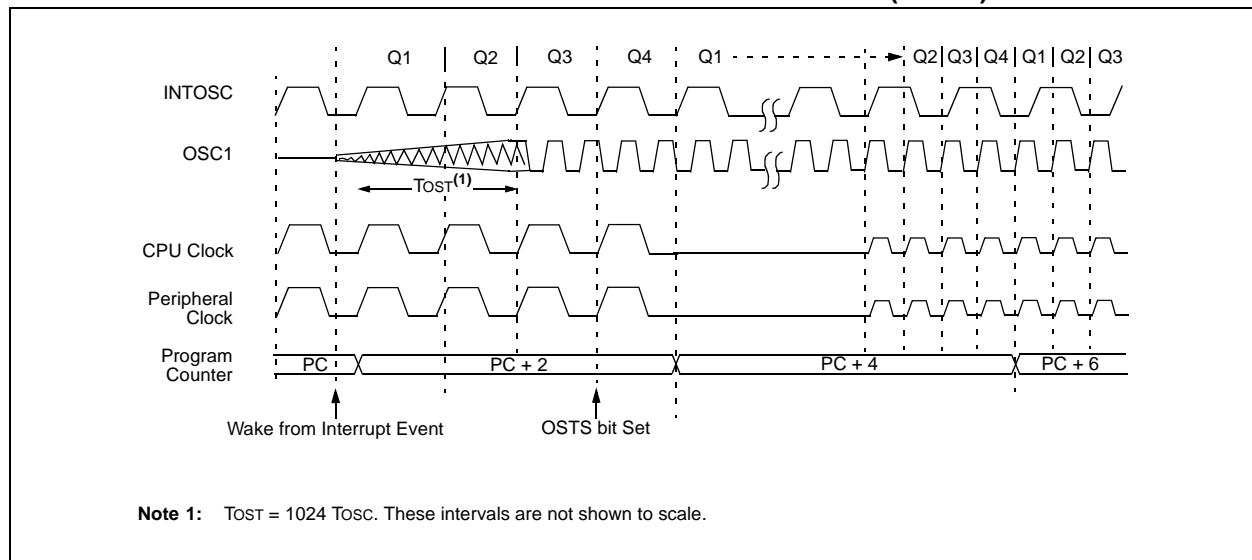 Q1 Q2 Q3 Q4 Q1 Q2 Q3 Q4 Q1 Q2 Q3
INTOSC
OSC1
TOST(1)
CPU Clock
Peripheral
Clock
Program
Counter
PC PC + 2 PC + 4 PC + 6
Wake from Interrupt Event OSTS bit Set
Note 1: TOST = 1024 TOSC. These intervals are not shown to scale.